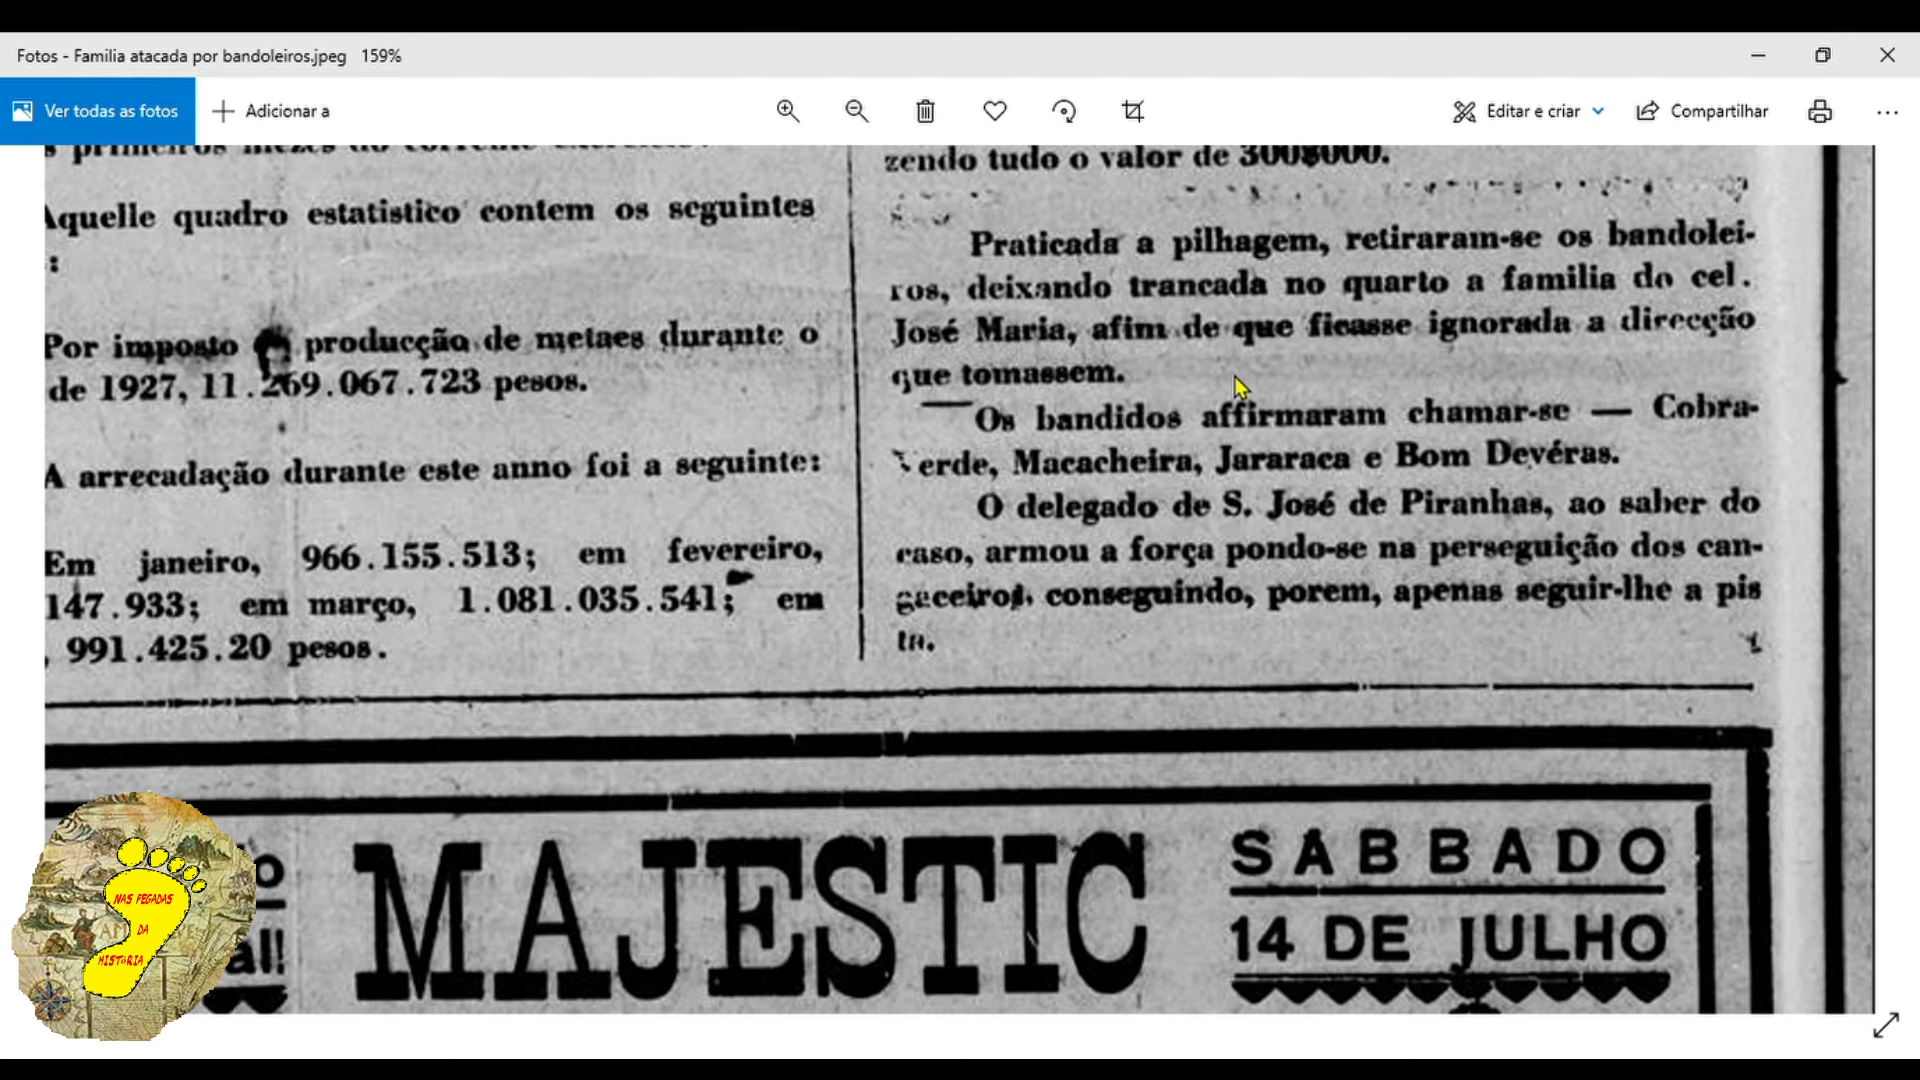 Fotos - Familia atacada por bandoleiros.jpeg 159%
Ver todas as fotos
Adicionar a
Editar e criar
Compartilhar
s primeiros mezes do corrente
Aquelle quadro estatistico contem os seguintes
:
Por imposto producção de metaes durante o
de 1927, 11.269.067.723 pesos.
A arrecadação durante este anno foi a seguinte:
Em janeiro, 966.155.513; em fevereiro,
147.933; em março, 1.081.035.541; em
, 991.425.20 pesos.
zendo tudo o valor de 300$000.
Praticada a pilhagem, retiraram-se os bandolei-
ros, deixando trancada no quarto a familia do cel.
José Maria, afim de que ficasse ignorada a direcção
que tomassem.
Os bandidos affirmaram chamar-se — Cobra-
Verde, Macacheira, Jararaca e Bom Devéras.
O delegado de S. José de Piranhas, ao saber do
caso, armou a força pondo-se na perseguição dos can-
gaceiros, conseguindo, porem, apenas seguir-lhe a pis
ta.
al!
MAJESTIC
SABBADO
14 DE JULHO
NAS PEGADAS
DA
HISTÓRIA